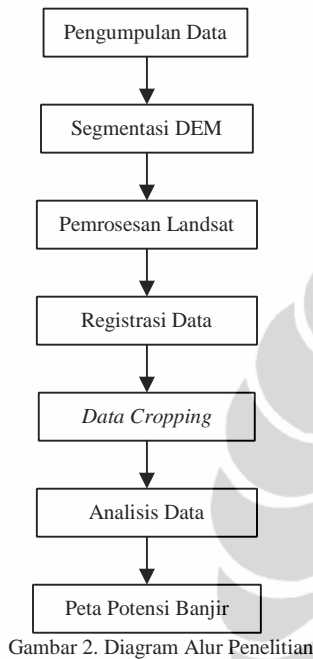 Pengumpulan Data
Segmentasi DEM
Pemrosesan Landsat
Registrasi Data
Data Cropping
Analisis Data
Peta Potensi Banjir
Gambar 2. Diagram Alur Penelitian